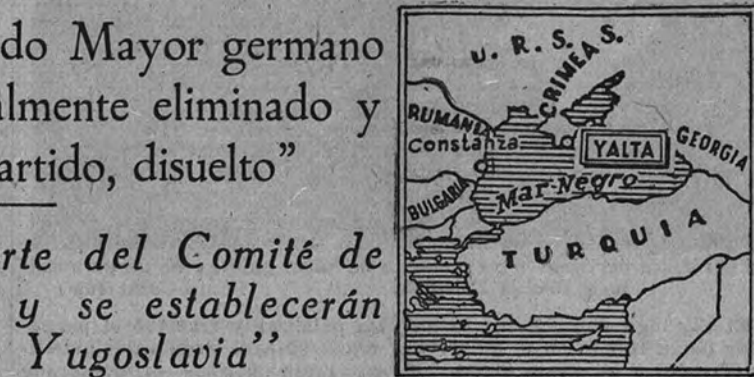 do Mayor germano
almente eliminado y
artido, disuelto”
rte del Comité de
y se establecerán
Yugoslavia”
U. R. S. S.
CRIMEA
RUMANIA
Constanza
YALTA
GEORGIA
BULGARIA
Mar-Negro
TURQUIA